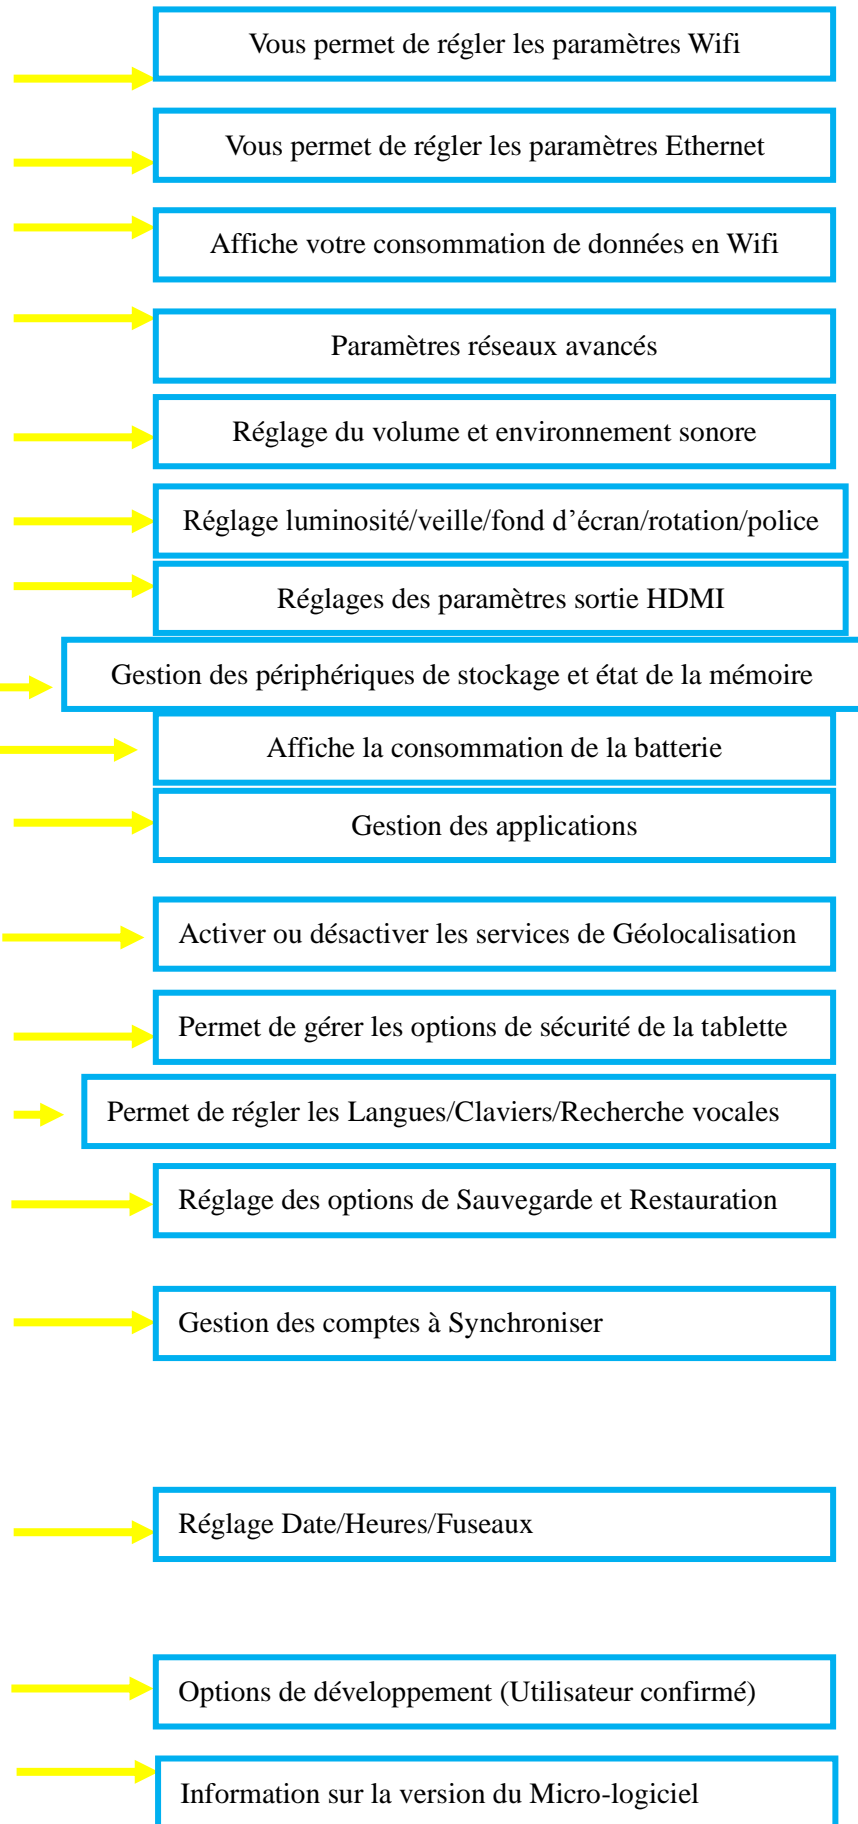 Vous permet de régler les paramètres Wifi
Vous permet de régler les paramètres Ethernet
Affiche votre consommation de données en Wifi
Paramètres réseaux avancés
Réglage du volume et environnement sonore
Réglage luminosité/veille/fond d’écran/rotation/police
Réglages des paramètres sortie HDMI
Gestion des périphériques de stockage et état de la mémoire
Affiche la consommation de la batterie
Gestion des applications
Activer ou désactiver les services de Géolocalisation
Permet de gérer les options de sécurité de la tablette
Permet de régler les Langues/Claviers/Recherche vocales
Réglage des options de Sauvegarde et Restauration
Gestion des comptes à Synchroniser
Réglage Date/Heures/Fuseaux
Options de développement (Utilisateur confirmé)
Information sur la version du Micro-logiciel